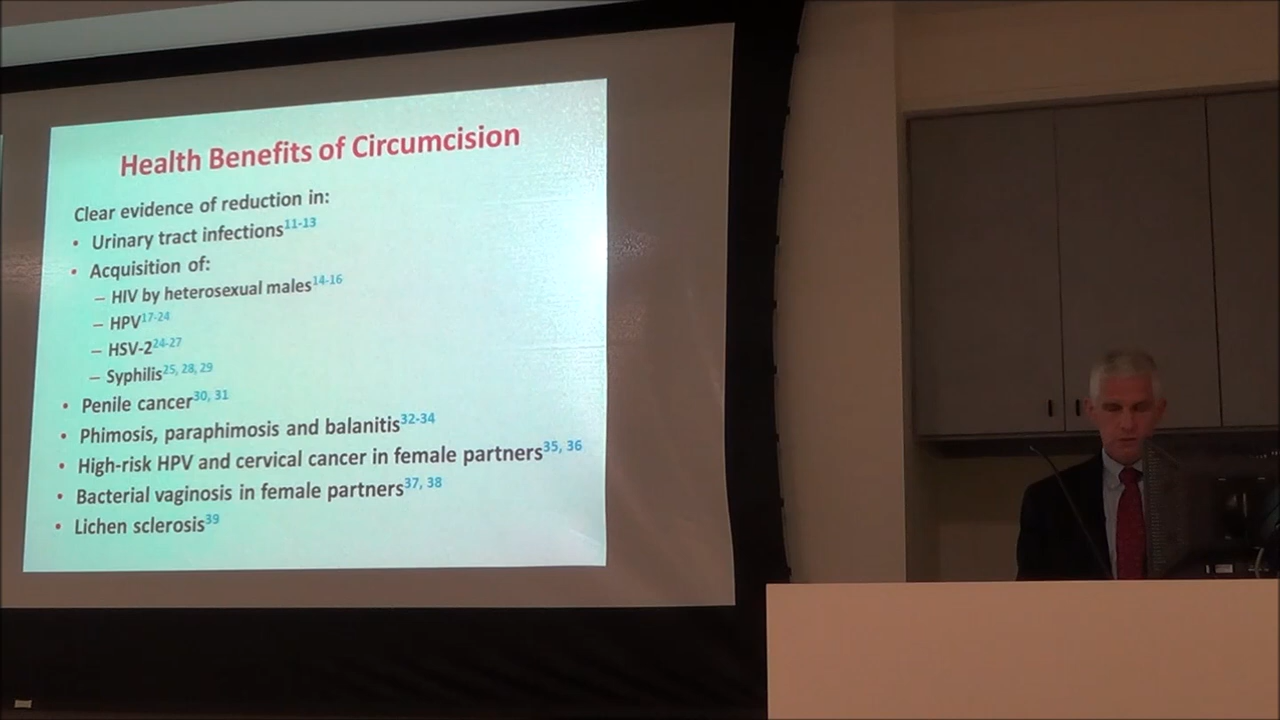 Health Benefits of Circumcision
Clear evidence of reduction in:
• Urinary tract infections11-13
• Acquisition of:
– HIV by heterosexual males14-16
– HPV17-24
– HSV-224-27
– Syphilis25, 28, 29
• Penile cancer30, 31
• Phimosis, paraphimosis and balanitis32-34
• High-risk HPV and cervical cancer in female partners35, 36
• Bacterial vaginosis in female partners37, 38
• Lichen sclerosis39